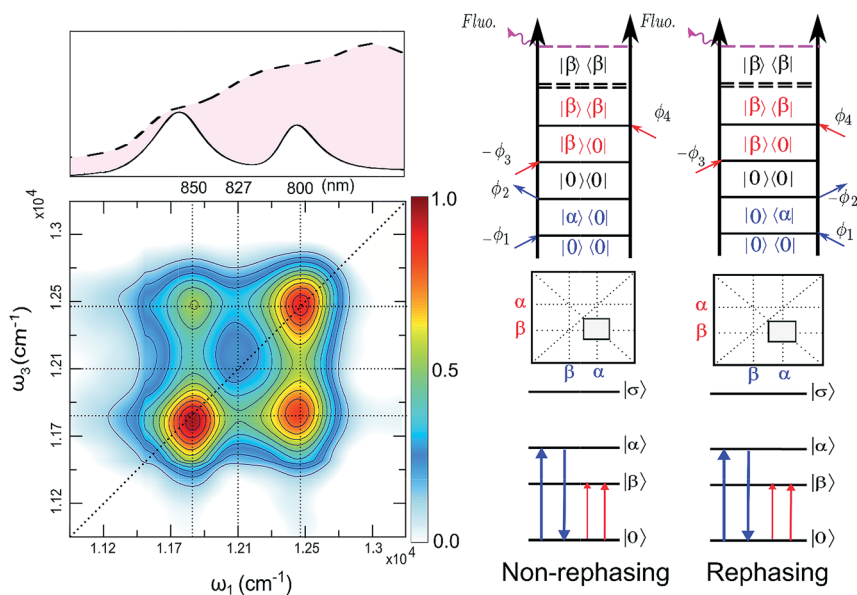 850 827 800 (nm)
x10⁴
1.3
1.25
1.21
1.17
1.12
ω₃ (cm⁻¹)
1.12 1.17 1.21 1.25 1.3
x10⁴
ω₁ (cm⁻¹)
1.0
0.5
0.0
Fluo.
|β⟩ ⟨β|
|β⟩ ⟨β|
ϕ₄
|β⟩ ⟨0|
-ϕ₃
|0⟩ ⟨0|
ϕ₂
|α⟩ ⟨0|
-ϕ₁
|0⟩ ⟨0|
α
β
β α
|σ⟩
|α⟩
|β⟩
|0⟩
Non-rephasing
Fluo.
|β⟩ ⟨β|
|β⟩ ⟨β|
ϕ₄
|β⟩ ⟨0|
-ϕ₃
|0⟩ ⟨0|
-ϕ₂
|0⟩ ⟨α|
ϕ₁
|0⟩ ⟨0|
α
β
β α
|σ⟩
|α⟩
|β⟩
|0⟩
Rephasing